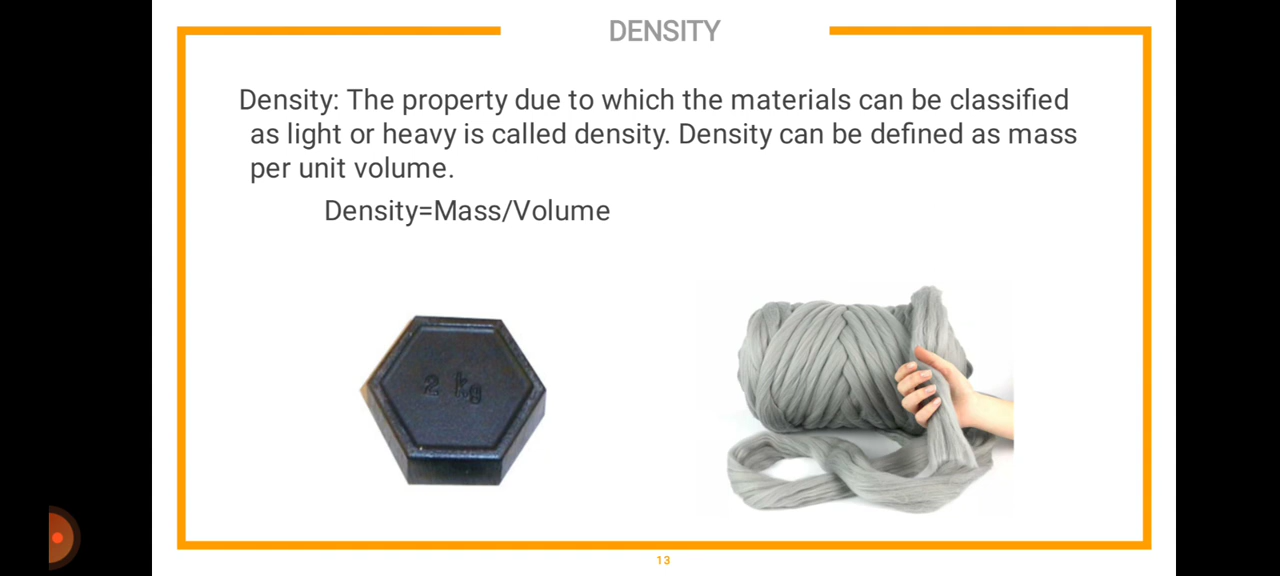 DENSITY
Density: The property due to which the materials can be classified
as light or heavy is called density. Density can be defined as mass
per unit volume.
Density=Mass/Volume
2 kg
13